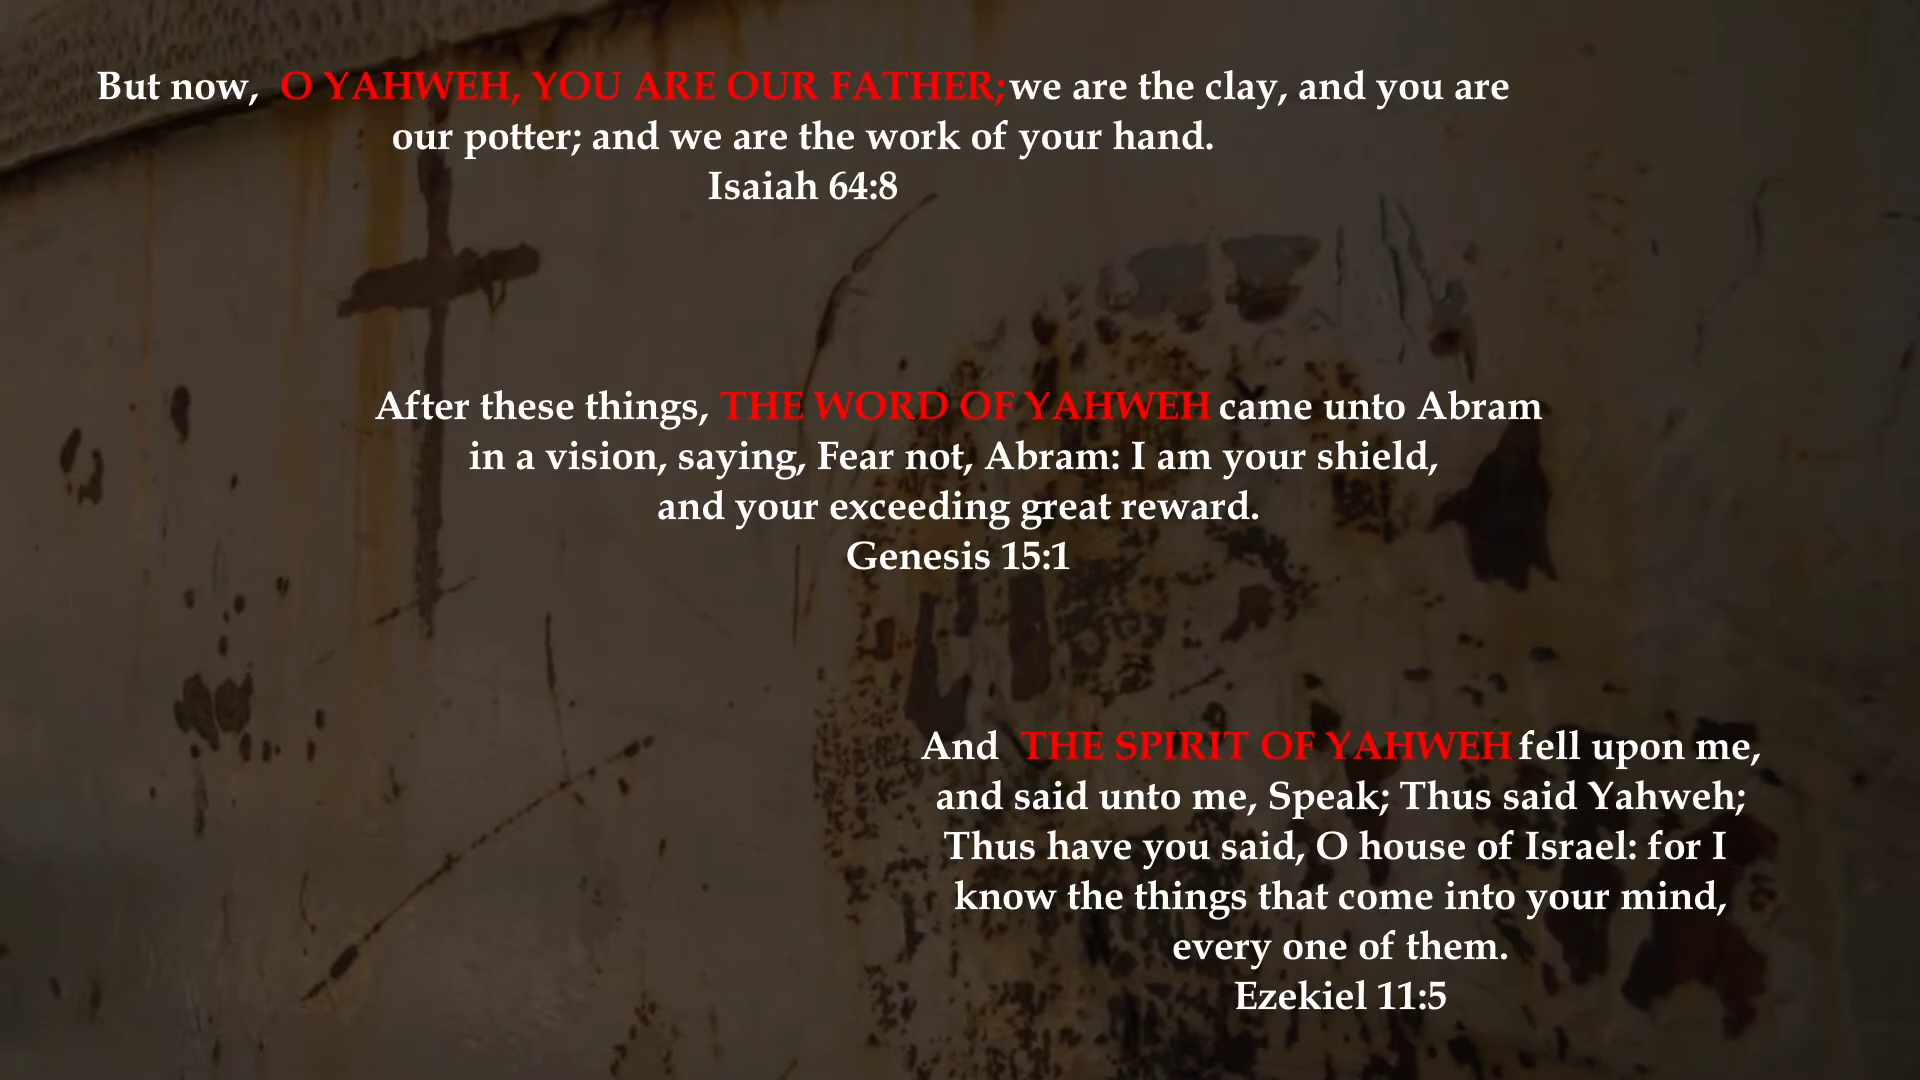 But now, O YAHWEH, YOU ARE OUR FATHER; we are the clay, and you are
our potter; and we are the work of your hand.
Isaiah 64:8
After these things, THE WORD OF YAHWEH came unto Abram
in a vision, saying, Fear not, Abram: I am your shield,
and your exceeding great reward.
Genesis 15:1
And THE SPIRIT OF YAHWEH fell upon me,
and said unto me, Speak; Thus said Yahweh;
Thus have you said, O house of Israel: for I
know the things that come into your mind,
every one of them.
Ezekiel 11:5